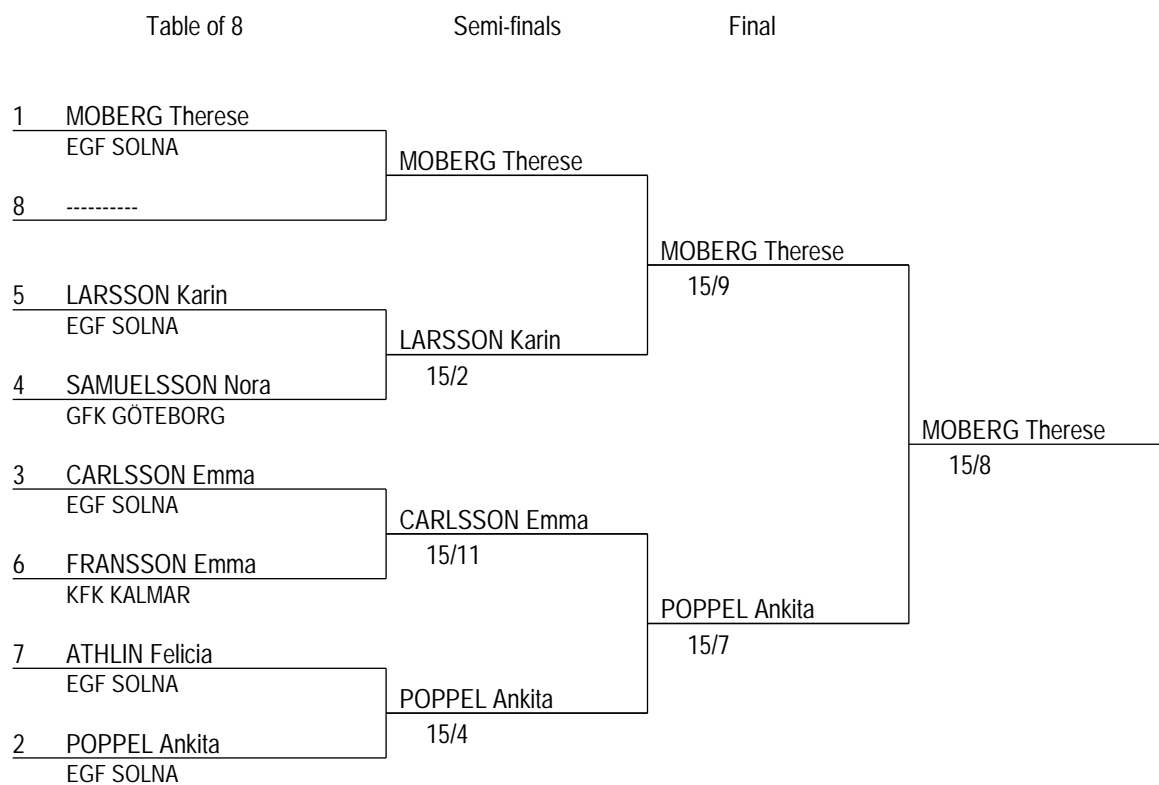 Table of 8 Semi-finals Final
1 MOBERG Therese
EGF SOLNA
MOBERG Therese
8 ----------
MOBERG Therese
15/9
5 LARSSON Karin
EGF SOLNA
LARSSON Karin
15/2
4 SAMUELSSON Nora
GFK GÖTEBORG
MOBERG Therese
15/8
3 CARLSSON Emma
EGF SOLNA
CARLSSON Emma
15/11
6 FRANSSON Emma
KFK KALMAR
POPPEL Ankita
15/7
7 ATHLIN Felicia
EGF SOLNA
POPPEL Ankita
15/4
2 POPPEL Ankita
EGF SOLNA